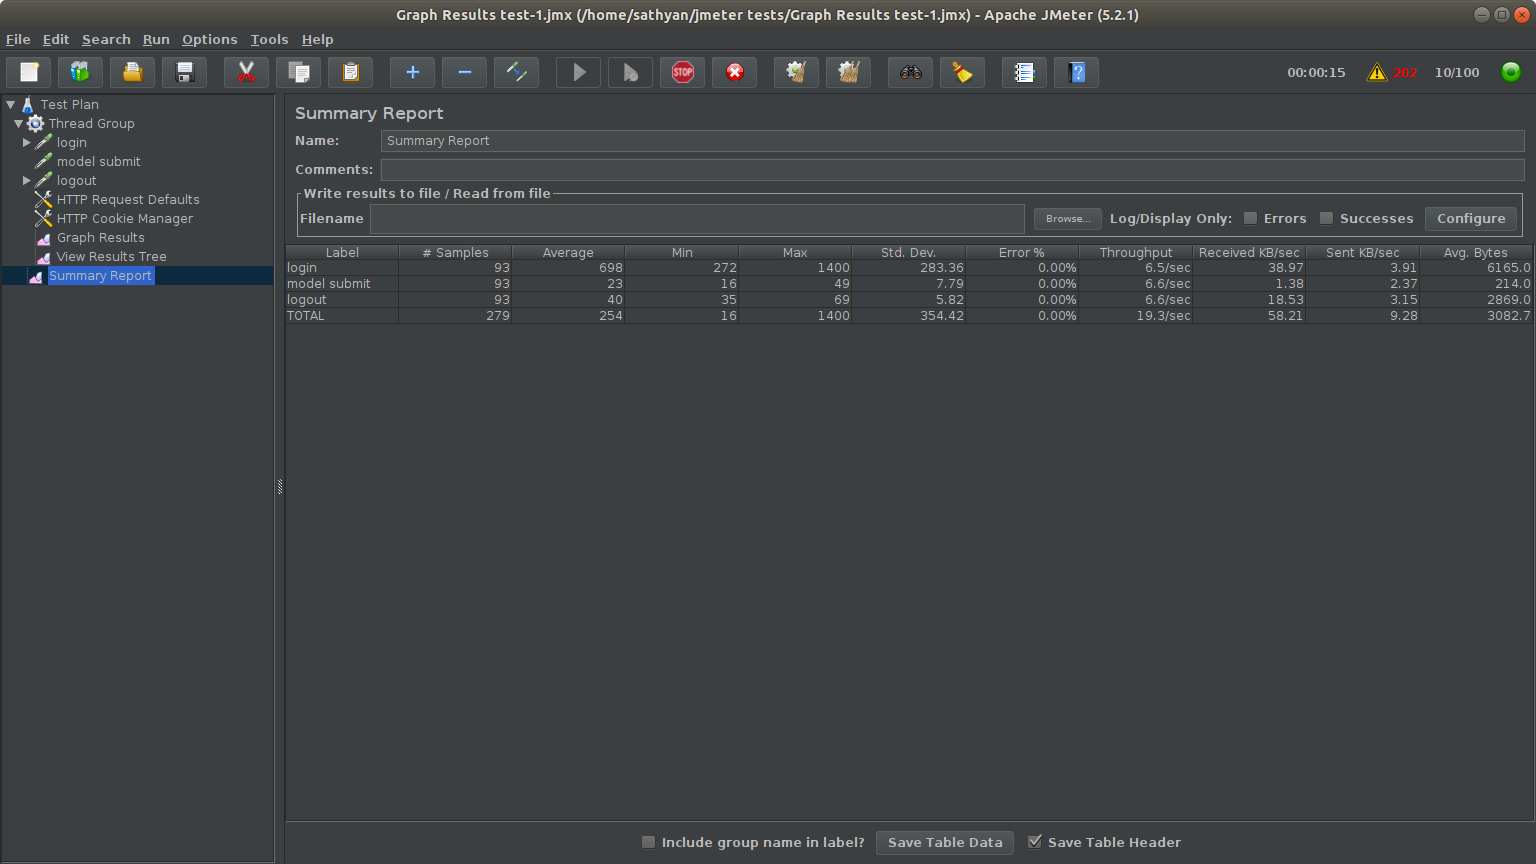 Graph Results test-1.jmx (/home/sathyan/jmeter tests/Graph Results test-1.jmx) - Apache JMeter (5.2.1)
File Edit Search Run Options Tools Help
STOP ? 00:00:15 202 10/100
Test Plan
Thread Group
login
model submit
logout
HTTP Request Defaults
HTTP Cookie Manager
Graph Results
View Results Tree
Summary Report
Summary Report
Name: Summary Report
Comments:
Write results to file / Read from file
Filename Browse... Log/Display Only: Errors Successes Configure
Label # Samples Average Min Max Std. Dev. Error % Throughput Received KB/sec Sent KB/sec Avg. Bytes
login 93 698 272 1400 283.36 0.00% 6.5/sec 38.97 3.91 6165.0
model submit 93 23 16 49 7.79 0.00% 6.6/sec 1.38 2.37 214.0
logout 93 40 35 69 5.82 0.00% 6.6/sec 18.53 3.15 2869.0
TOTAL 279 254 16 1400 354.42 0.00% 19.3/sec 58.21 9.28 3082.7
Include group name in label? Save Table Data Save Table Header